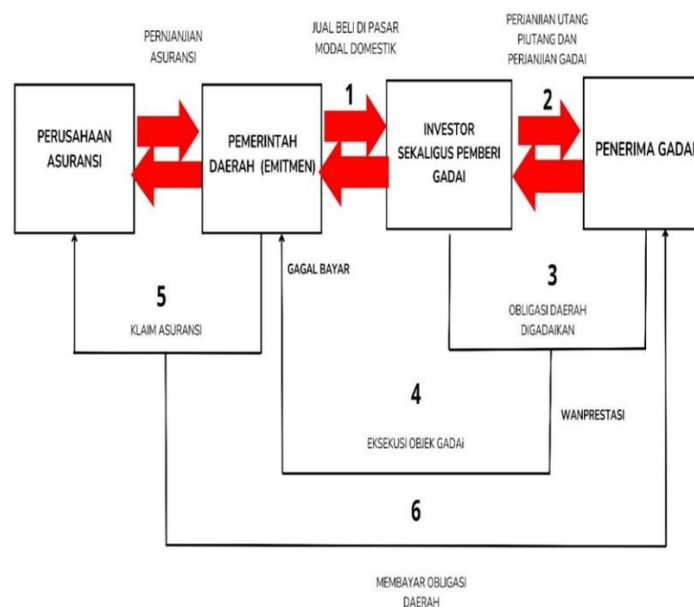 PERNJANJIAN
ASURANSI
JUAL BELI DI PASAR
MODAL DOMESTIK
PERJANJIAN UTANG
PIUTANG DAN
PERJANJIAN GADAI
1
2
PERUSAHAAN
ASURANSI
PEMERINTAH
DAERAH (EMITMEN)
INVESTOR
SEKALIGUS PEMBERI
GADAI
PENERIMA GADAI
GAGAL BAYAR
5
KLAIM ASURANSI
3
OBLIGASI DAERAH
DIGADAIKAN
4
EKSEKUSI OBJEK GADAi
WANPRESTASI
6
MEMBAYAR OBLIGASI
DAERAH